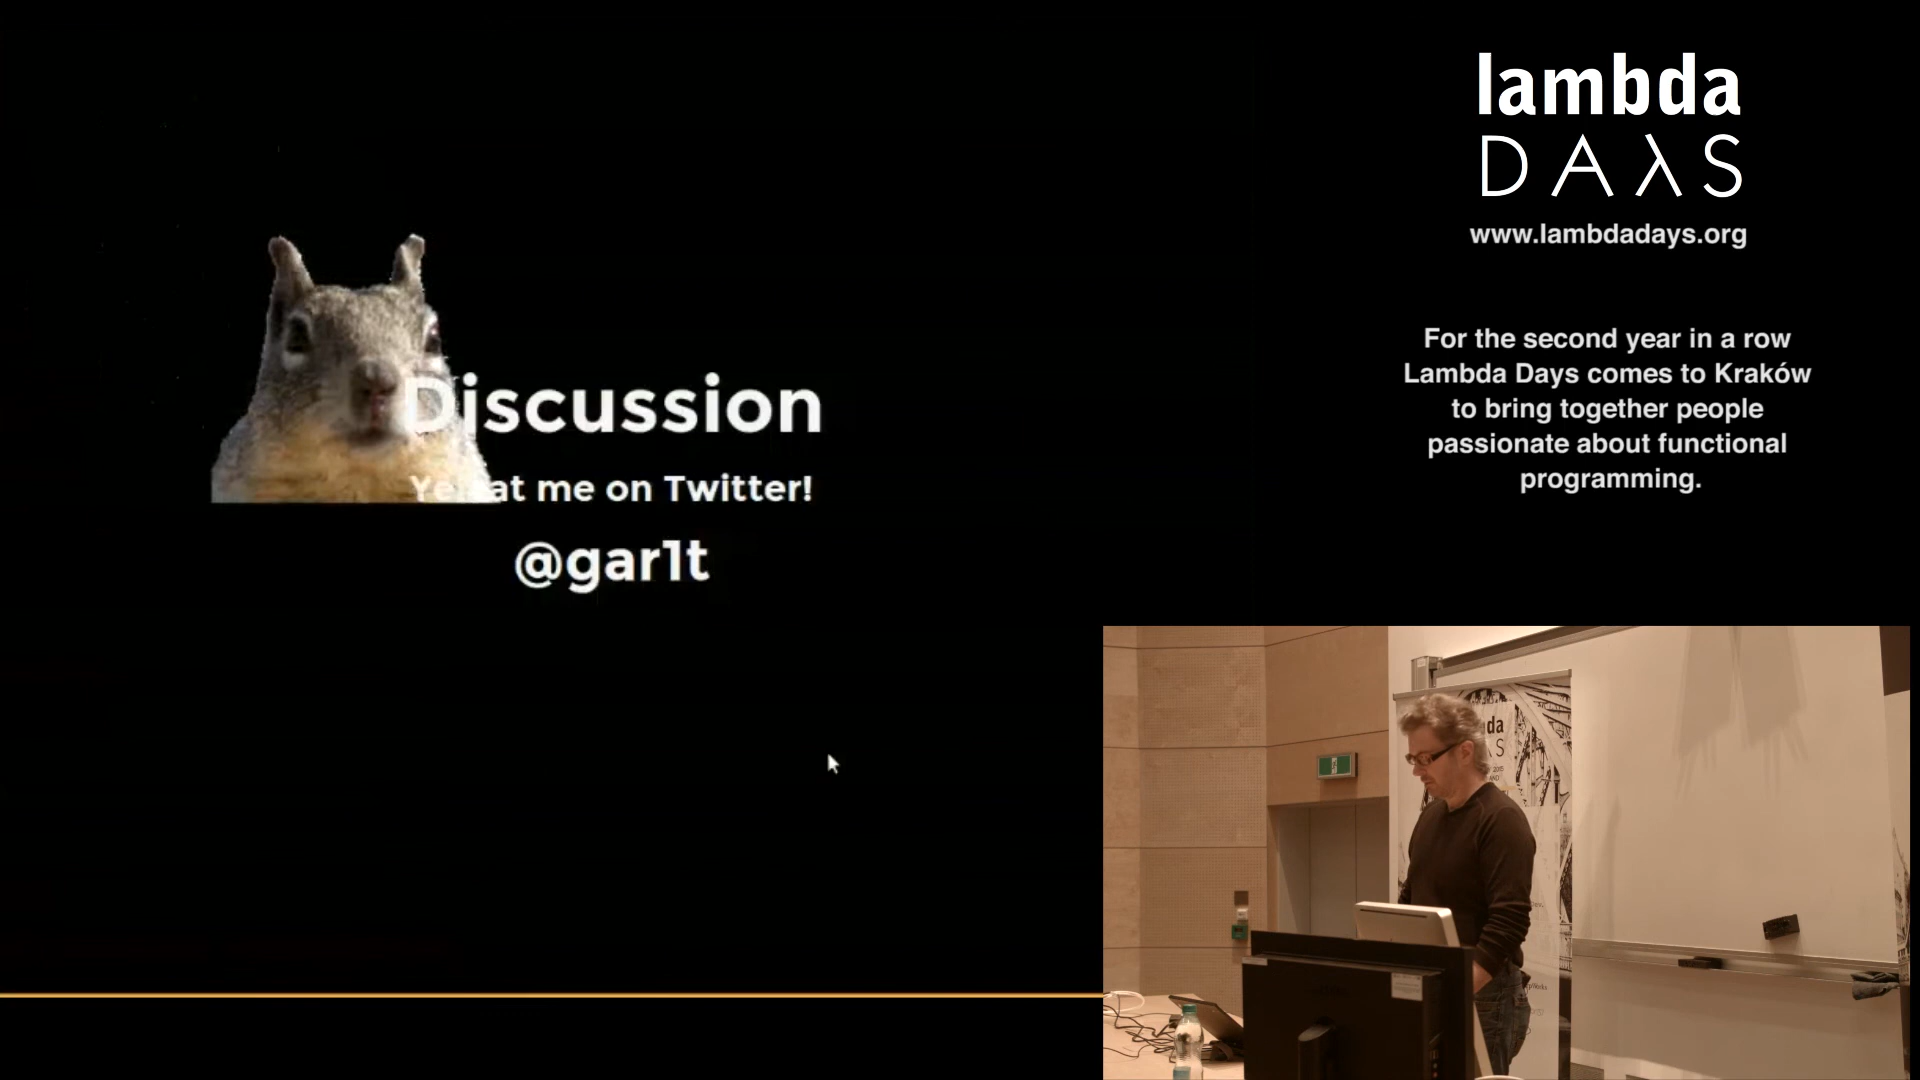 lambda
DAλS
www.lambdadays.org
For the second year in a row
Lambda Days comes to Kraków
to bring together people
passionate about functional
programming.
Discussion
at me on Twitter!
@gar1t